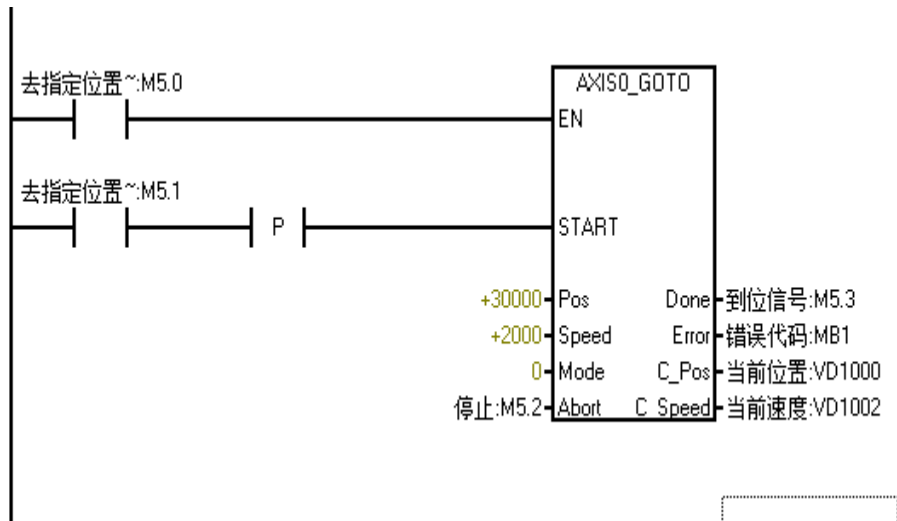 去指定位置~:M5.0
AXIS0_GOTO
EN
去指定位置~:M5.1
P
START
+30000 Pos Done 到位信号:M5.3
+2000 Speed Error 错误代码:MB1
0 Mode C_Pos 当前位置:VD1000
停止:M5.2 Abort C_Speed 当前速度:VD1002